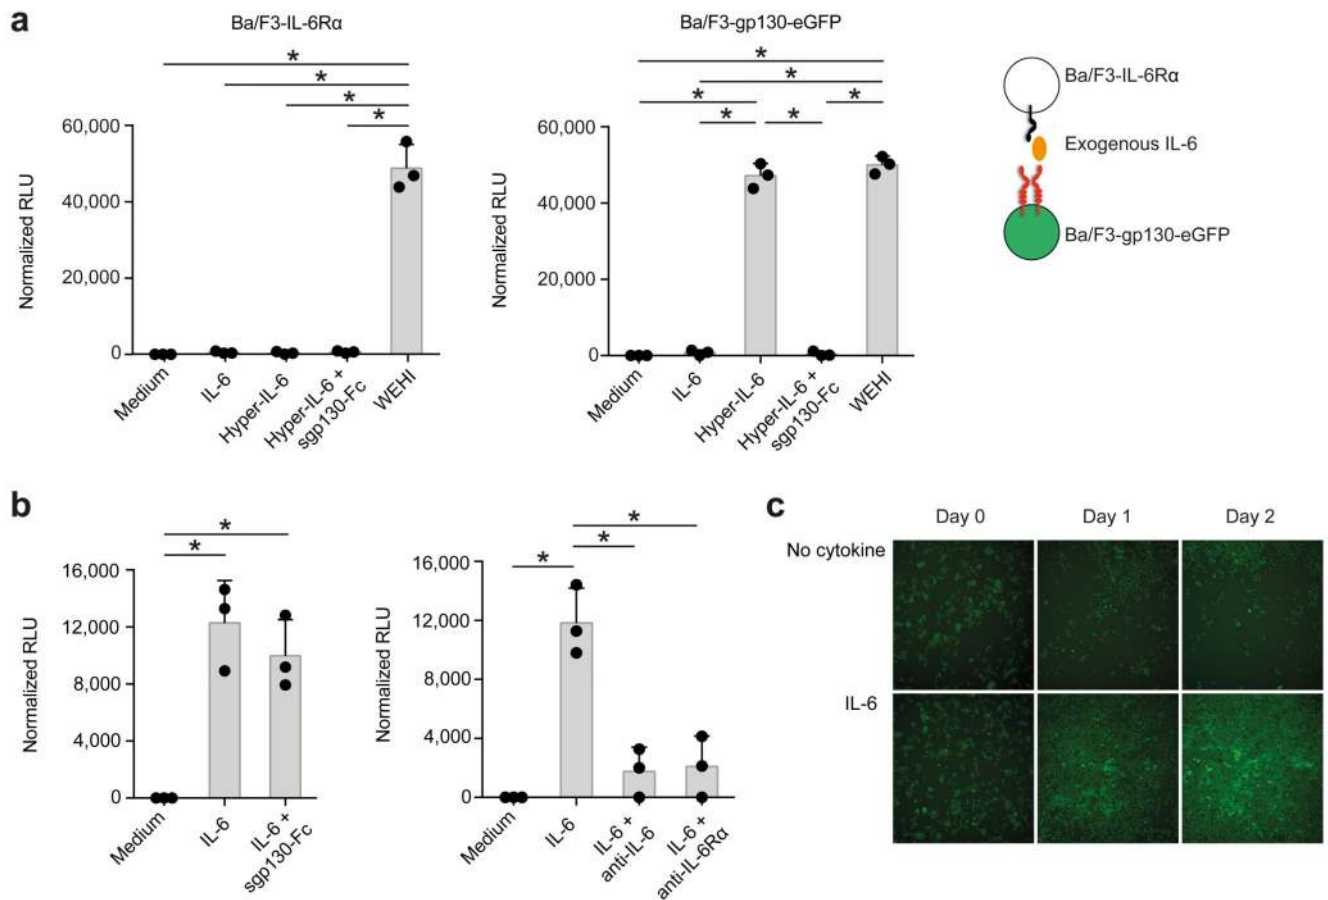 a
Ba/F3-IL-6Rα
*
*
*
*
Normalized RLU
60,000
40,000
20,000
0
Medium
IL-6
Hyper-IL-6
Hyper-IL-6 +
sgp130-Fc
WEHI
Ba/F3-gp130-eGFP
*
*
* *
* *
Normalized RLU
60,000
40,000
20,000
0
Medium
IL-6
Hyper-IL-6
Hyper-IL-6 +
sgp130-Fc
WEHI
Ba/F3-IL-6Rα
Exogenous IL-6
Ba/F3-gp130-eGFP
b
*
*
Normalized RLU
16,000
12,000
8,000
4,000
0
Medium
IL-6
IL-6 +
sgp130-Fc
*
*
*
Normalized RLU
16,000
12,000
8,000
4,000
0
Medium
IL-6
IL-6 +
anti-IL-6
IL-6 +
anti-IL-6Rα
c
Day 0 Day 1 Day 2
No cytokine
IL-6